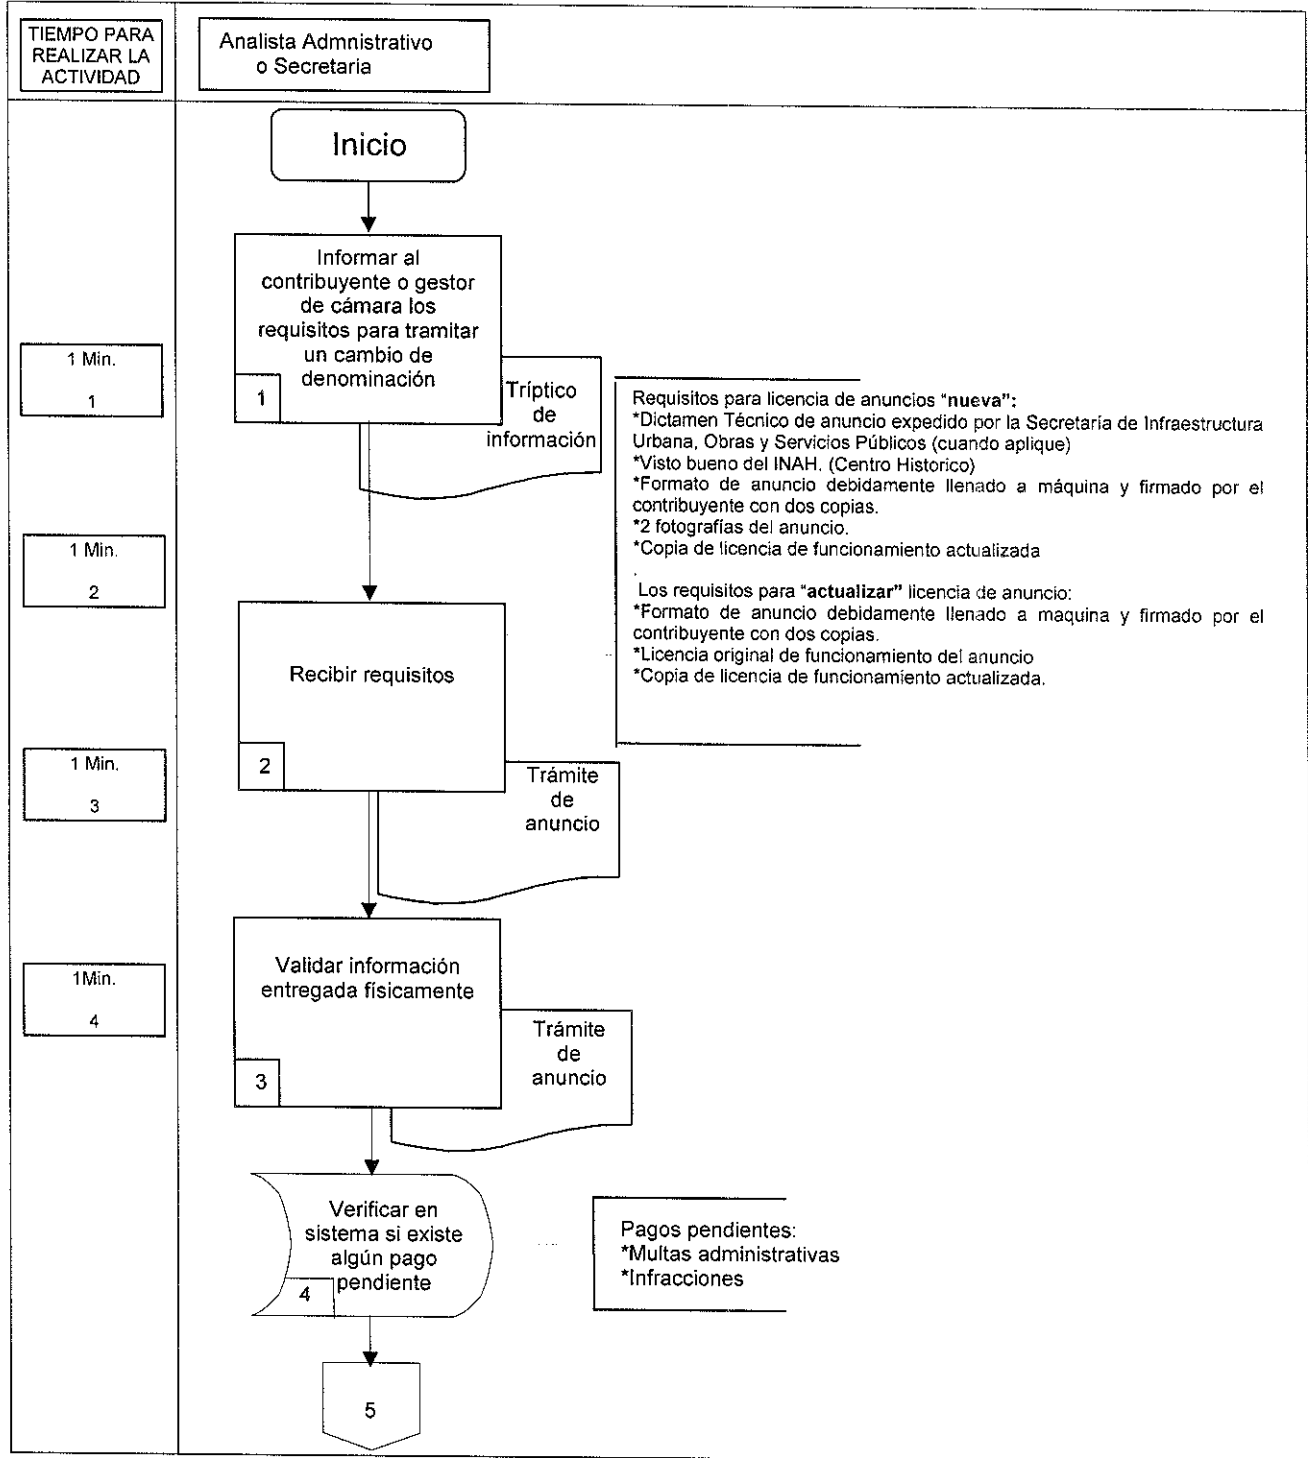 TIEMPO PARA
REALIZAR LA
ACTIVIDAD
Analista Admnistrativo
o Secretaria
Inicio
Informar al
contribuyente o gestor
de cámara los
requisitos para tramitar
un cambio de
denominación
1
Tríptico
de
información
1 Min.
1
Requisitos para licencia de anuncios “nueva”:
*Dictamen Técnico de anuncio expedido por la Secretaría de Infraestructura
Urbana, Obras y Servicios Públicos (cuando aplique)
*Visto bueno del INAH. (Centro Historico)
*Formato de anuncio debidamente llenado a máquina y firmado por el
contribuyente con dos copias.
*2 fotografías del anuncio.
*Copia de licencia de funcionamiento actualizada
.
Los requisitos para “actualizar” licencia de anuncio:
*Formato de anuncio debidamente llenado a maquina y firmado por el
contribuyente con dos copias.
*Licencia original de funcionamiento del anuncio
*Copia de licencia de funcionamiento actualizada.
1 Min.
2
Recibir requisitos
2
Trámite
de
anuncio
1 Min.
3
Validar información
entregada físicamente
3
Trámite
de
anuncio
1Min.
4
Verificar en
sistema si existe
algún pago
pendiente
4
Pagos pendientes:
*Multas administrativas
*Infracciones
5